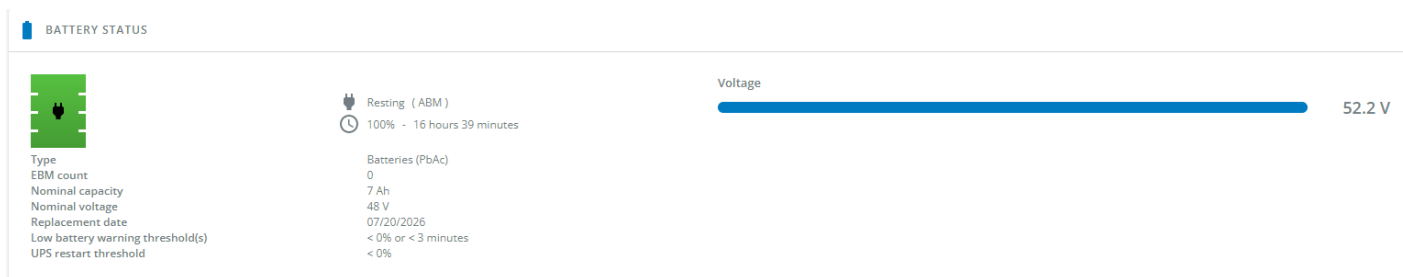 BATTERY STATUS
Voltage
52.2 V
Resting ( ABM )
100% - 16 hours 39 minutes
Type Batteries (PbAc)
EBM count 0
Nominal capacity 7 Ah
Nominal voltage 48 V
Replacement date 07/20/2026
Low battery warning threshold(s) < 0% or < 3 minutes
UPS restart threshold < 0%